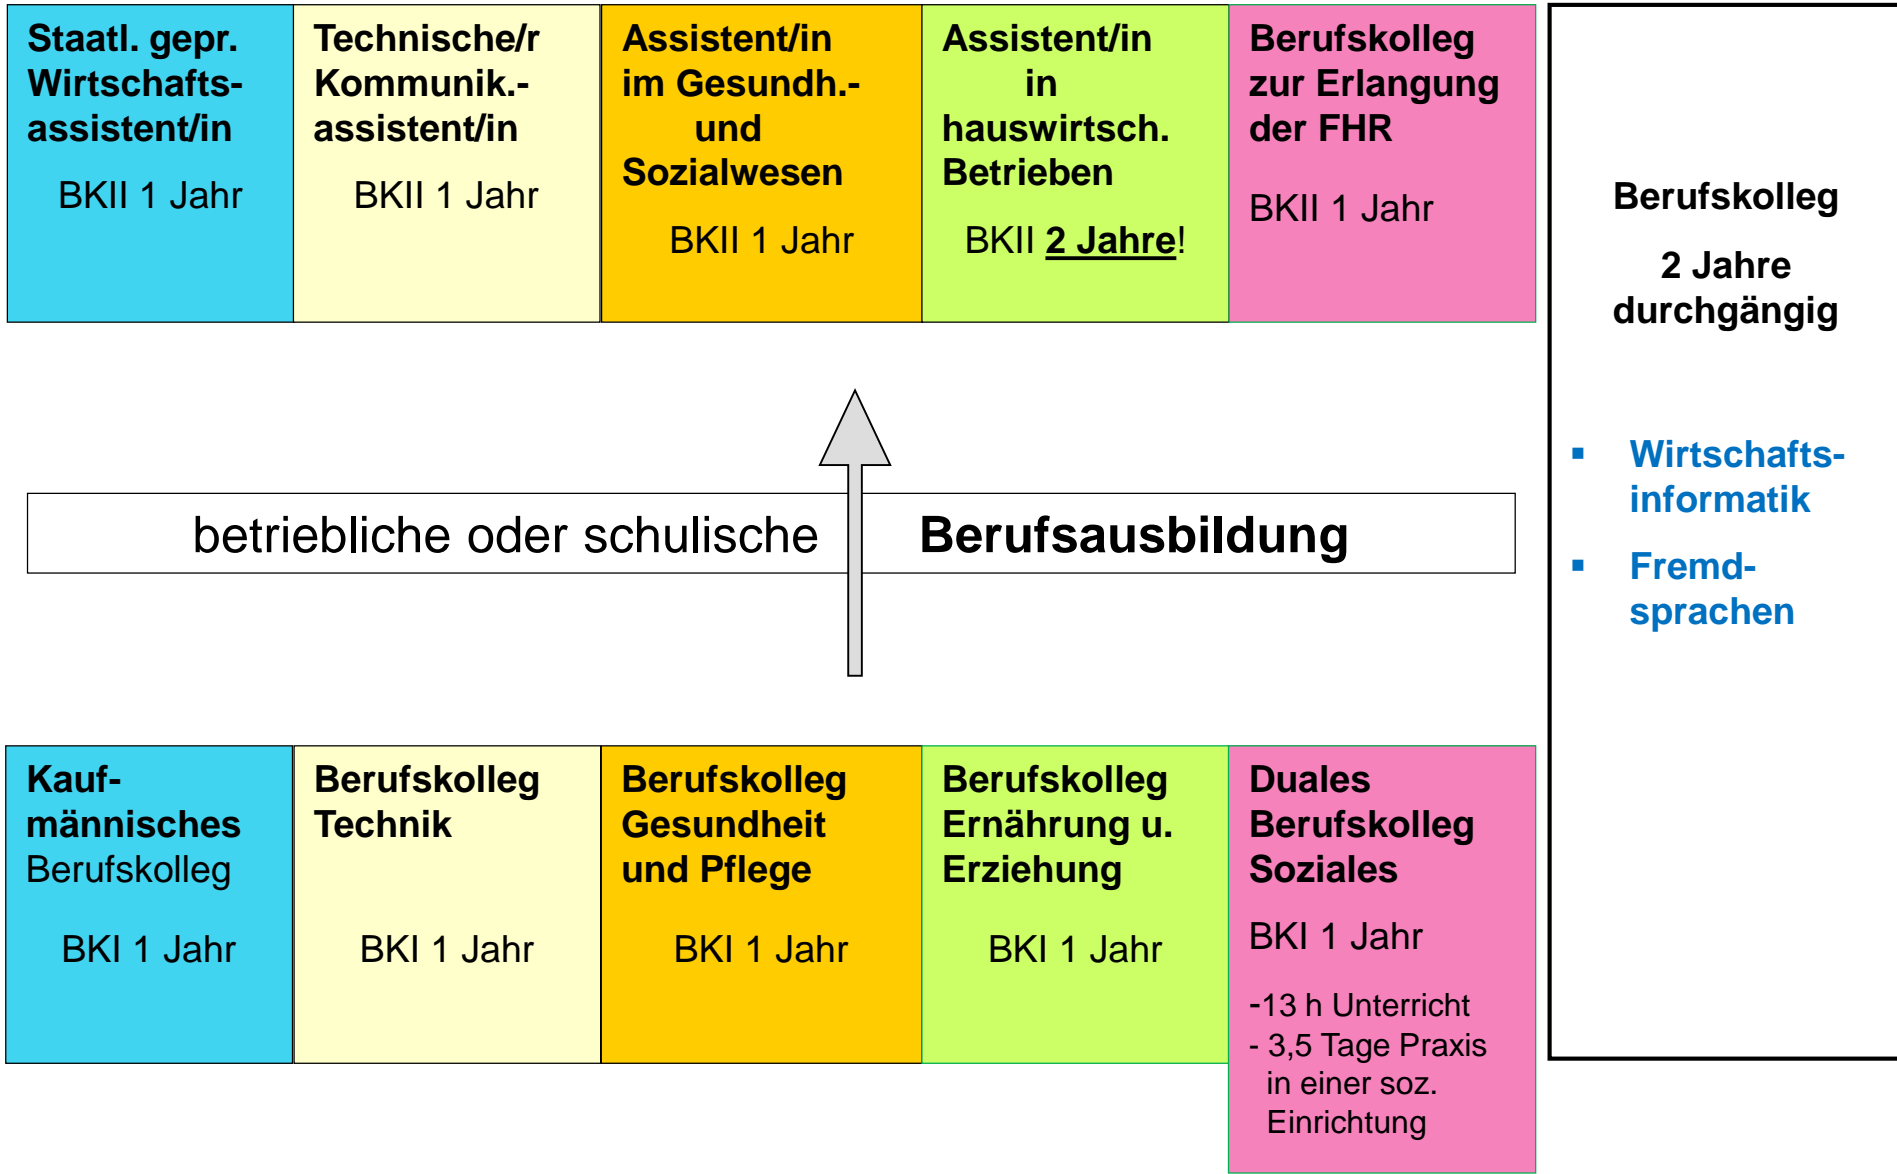 Staatl. gepr.
Wirtschafts-
assistent/in
BKII 1 Jahr
Technische/r
Kommunik.-
assistent/in
BKII 1 Jahr
Assistent/in
im Gesundh.-
und
Sozialwesen
BKII 1 Jahr
Assistent/in
in
hauswirtsch.
Betrieben
BKII 2 Jahre!
Berufskolleg
zur Erlangung
der FHR
BKII 1 Jahr
betriebliche oder schulische Berufsausbildung
Kauf-
männisches
Berufskolleg
BKI 1 Jahr
Berufskolleg
Technik
BKI 1 Jahr
Berufskolleg
Gesundheit
und Pflege
BKI 1 Jahr
Berufskolleg
Ernährung u.
Erziehung
BKI 1 Jahr
Duales
Berufskolleg
Soziales
BKI 1 Jahr
-13 h Unterricht
- 3,5 Tage Praxis
in einer soz.
Einrichtung
Berufskolleg
2 Jahre
durchgängig
▪ Wirtschafts-
informatik
▪ Fremd-
sprachen